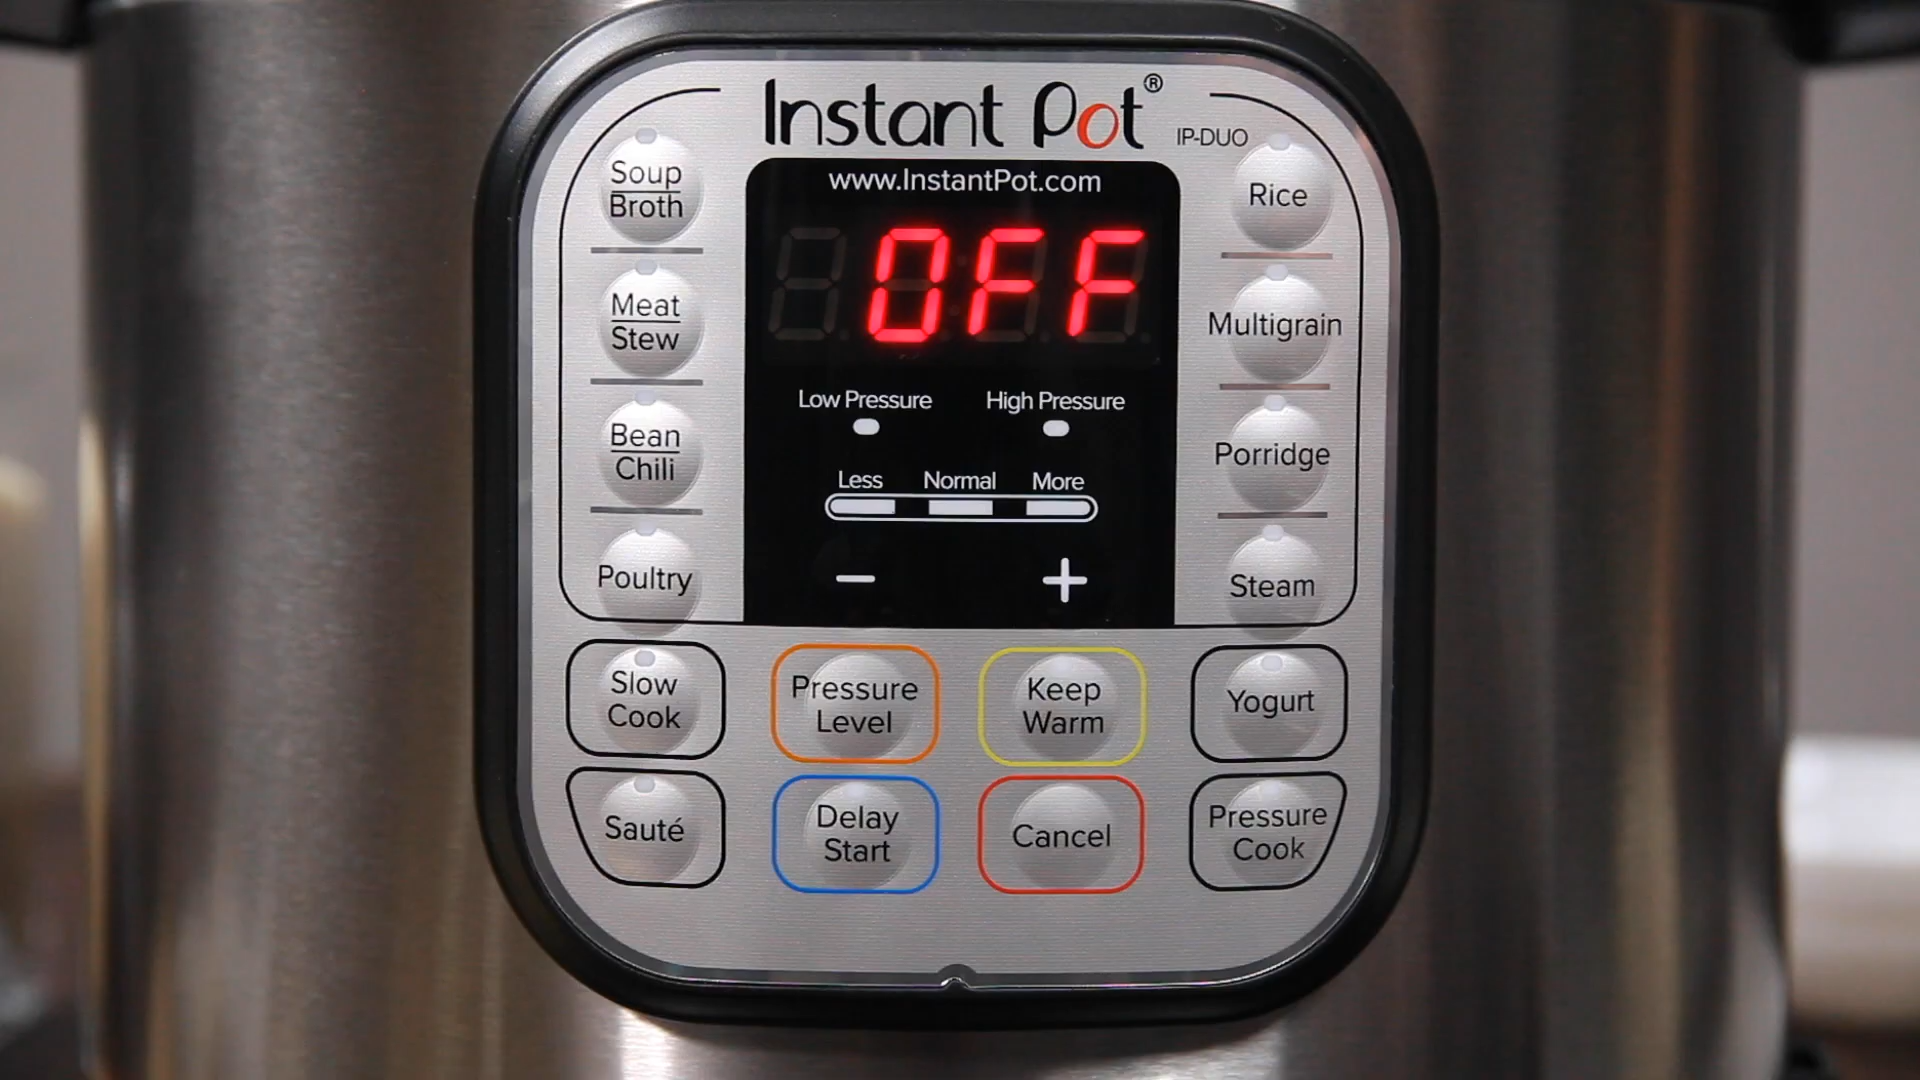 Instant Pot®
IP-DUO
www.InstantPot.com
OFF
Soup
Broth
Meat
Stew
Bean
Chili
Poultry
Low Pressure
High Pressure
Less
Normal
More
−
+
Rice
Multigrain
Porridge
Steam
Slow
Cook
Pressure
Level
Keep
Warm
Yogurt
Sauté
Delay
Start
Cancel
Pressure
Cook